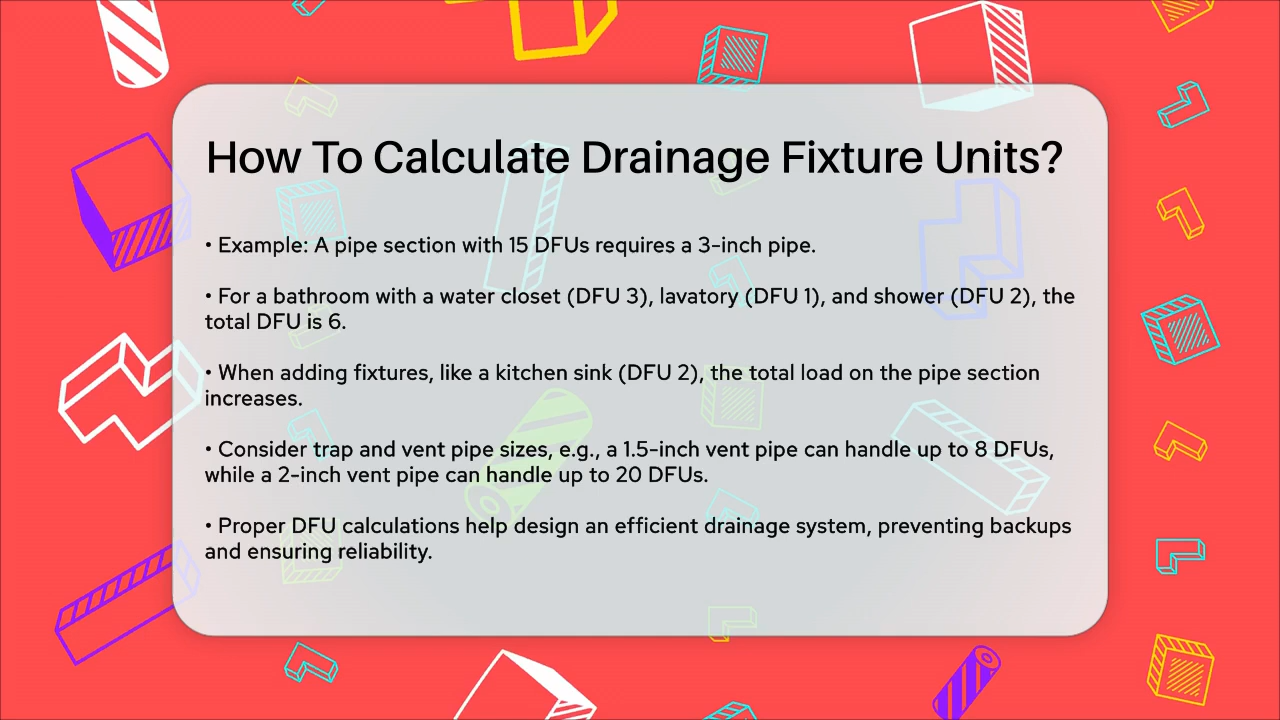 How To Calculate Drainage Fixture Units?
• Example: A pipe section with 15 DFUs requires a 3-inch pipe.
• For a bathroom with a water closet (DFU 3), lavatory (DFU 1), and shower (DFU 2), the
total DFU is 6.
• When adding fixtures, like a kitchen sink (DFU 2), the total load on the pipe section
increases.
• Consider trap and vent pipe sizes, e.g., a 1.5-inch vent pipe can handle up to 8 DFUs,
while a 2-inch vent pipe can handle up to 20 DFUs.
• Proper DFU calculations help design an efficient drainage system, preventing backups
and ensuring reliability.